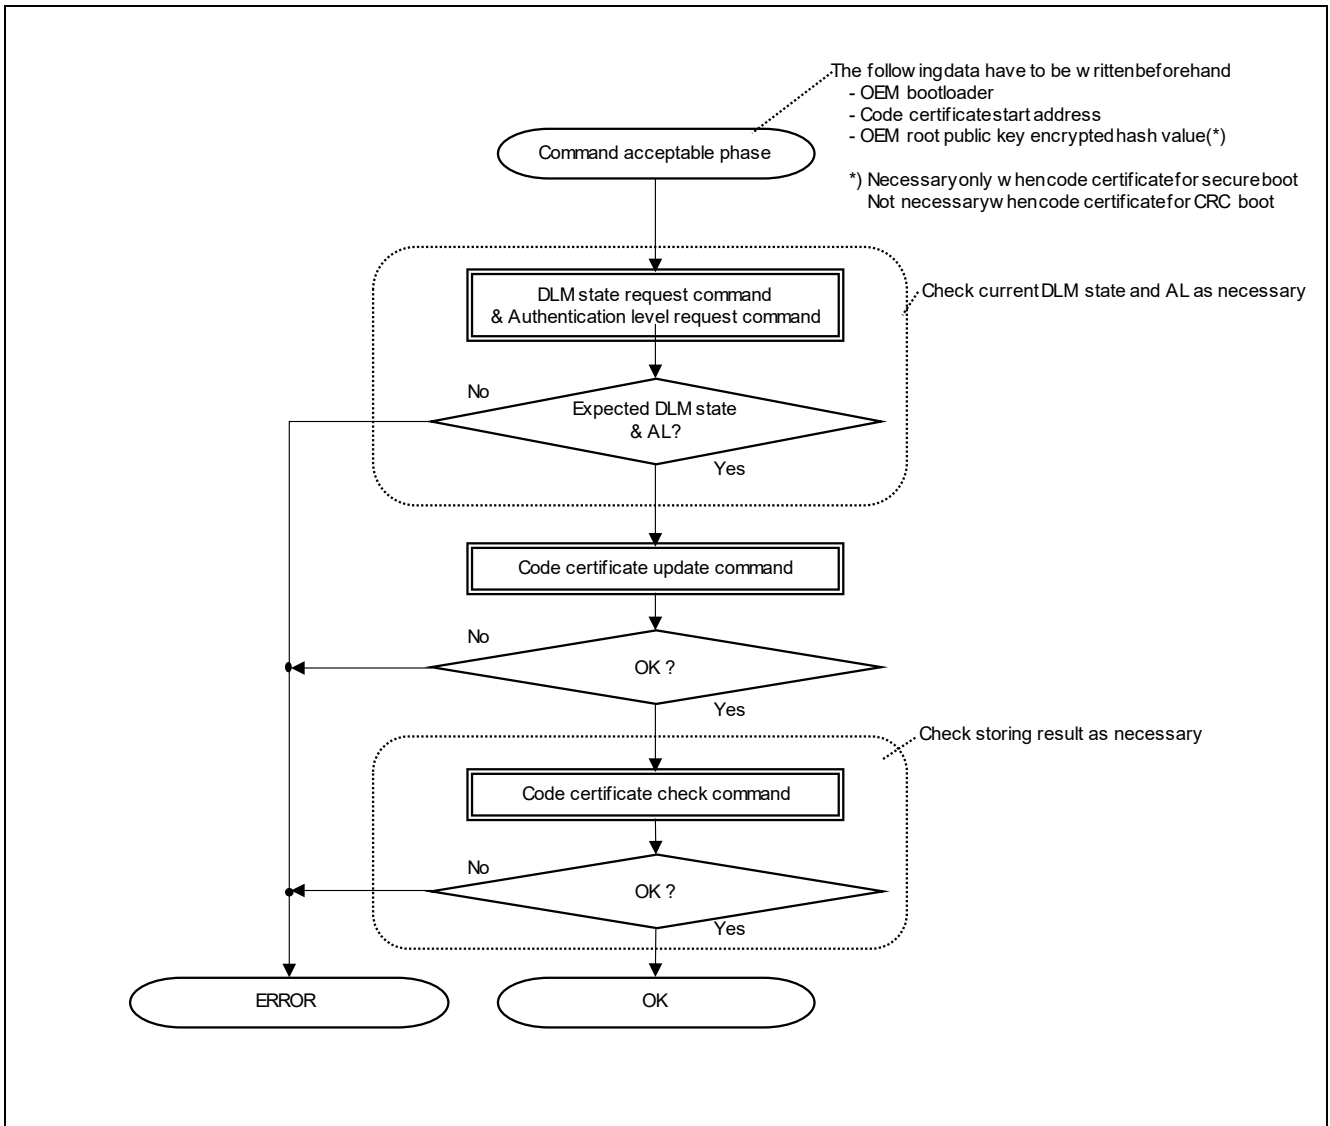 The following data have to be written beforehand
- OEM bootloader
- Code certificate start address
- OEM root public key encrypted hash value(*)
*) Necessary only when code certificate for secure boot
Not necessary when code certificate for CRC boot
Command acceptable phase
DLM state request command
& Authentication level request command
Check current DLM state and AL as necessary
No
Expected DLM state
& AL?
Yes
Code certificate update command
No
OK ?
Yes
Check storing result as necessary
Code certificate check command
No
OK ?
Yes
ERROR
OK